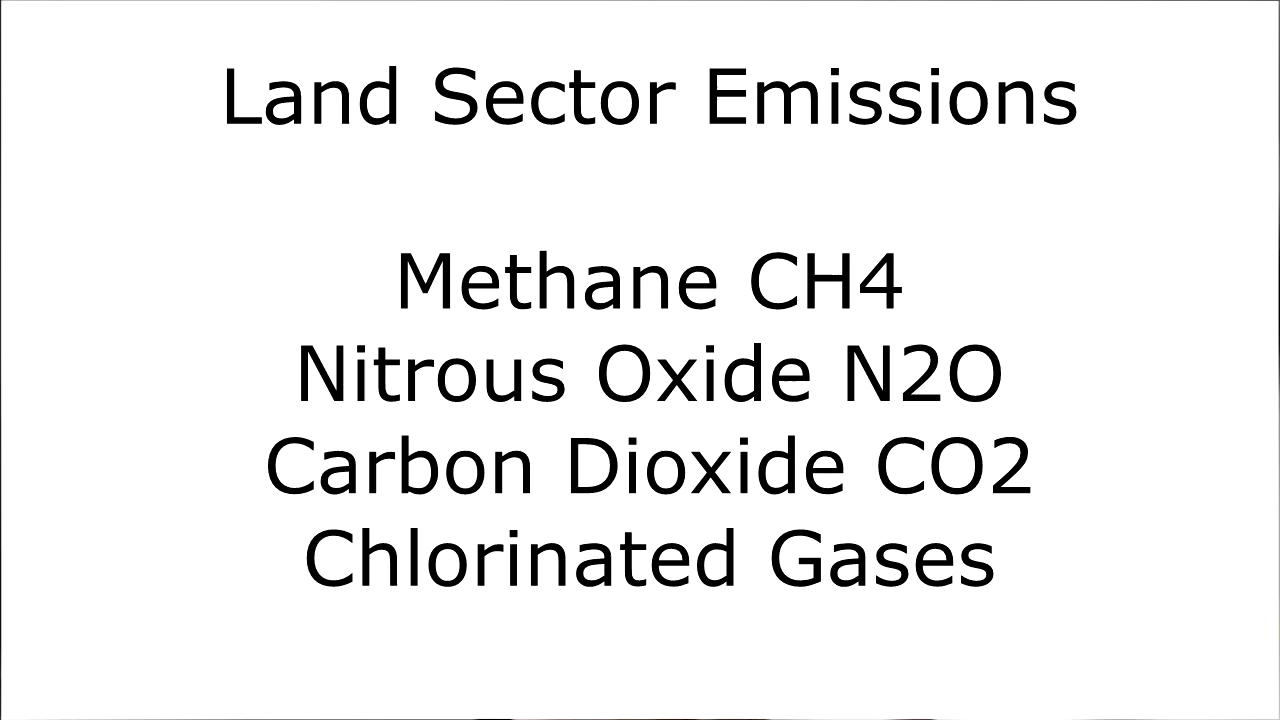 Land Sector Emissions
Methane CH4
Nitrous Oxide N2O
Carbon Dioxide CO2
Chlorinated Gases